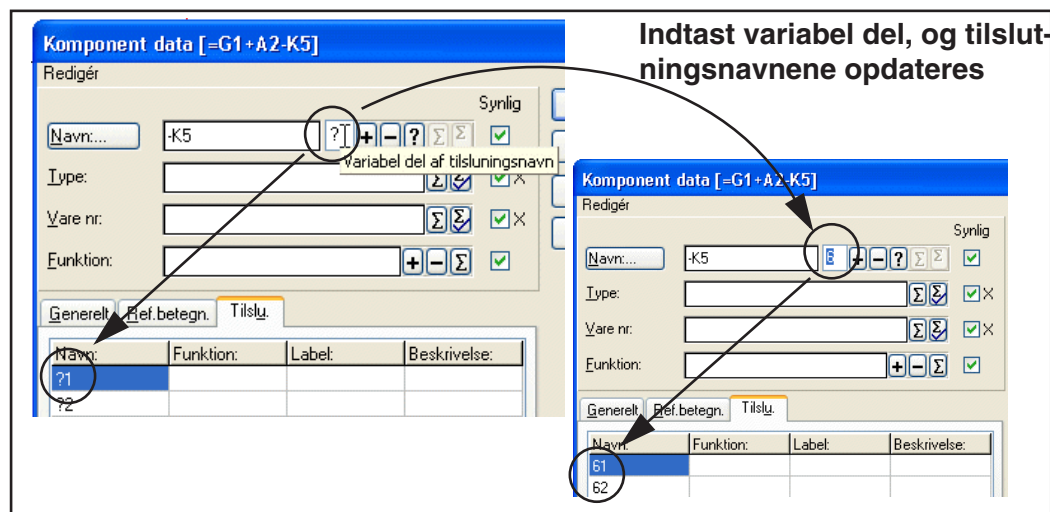 Indtast variabel del, og tilslut-
ningsnavnene opdateres
Komponent data [=G1+A2-K5]
Redigér
Synlig
Navn:... -K5 ? + - ? Σ Σ
Variabel del af tilsluningsnavn
Type: Σ Σ X
Vare nr: Σ Σ X
Funktion: + - Σ
Generelt Ref.betegn. Tilslu.
Navn: Funktion: Label: Beskrivelse:
?1
?2
Komponent data [=G1+A2-K5]
Redigér
Synlig
Navn:... -K5 6 + - ? Σ Σ
Type: Σ Σ X
Vare nr: Σ Σ X
Funktion: + - Σ
Generelt Ref.betegn. Tilslu.
Navn: Funktion: Label: Beskrivelse:
61
62